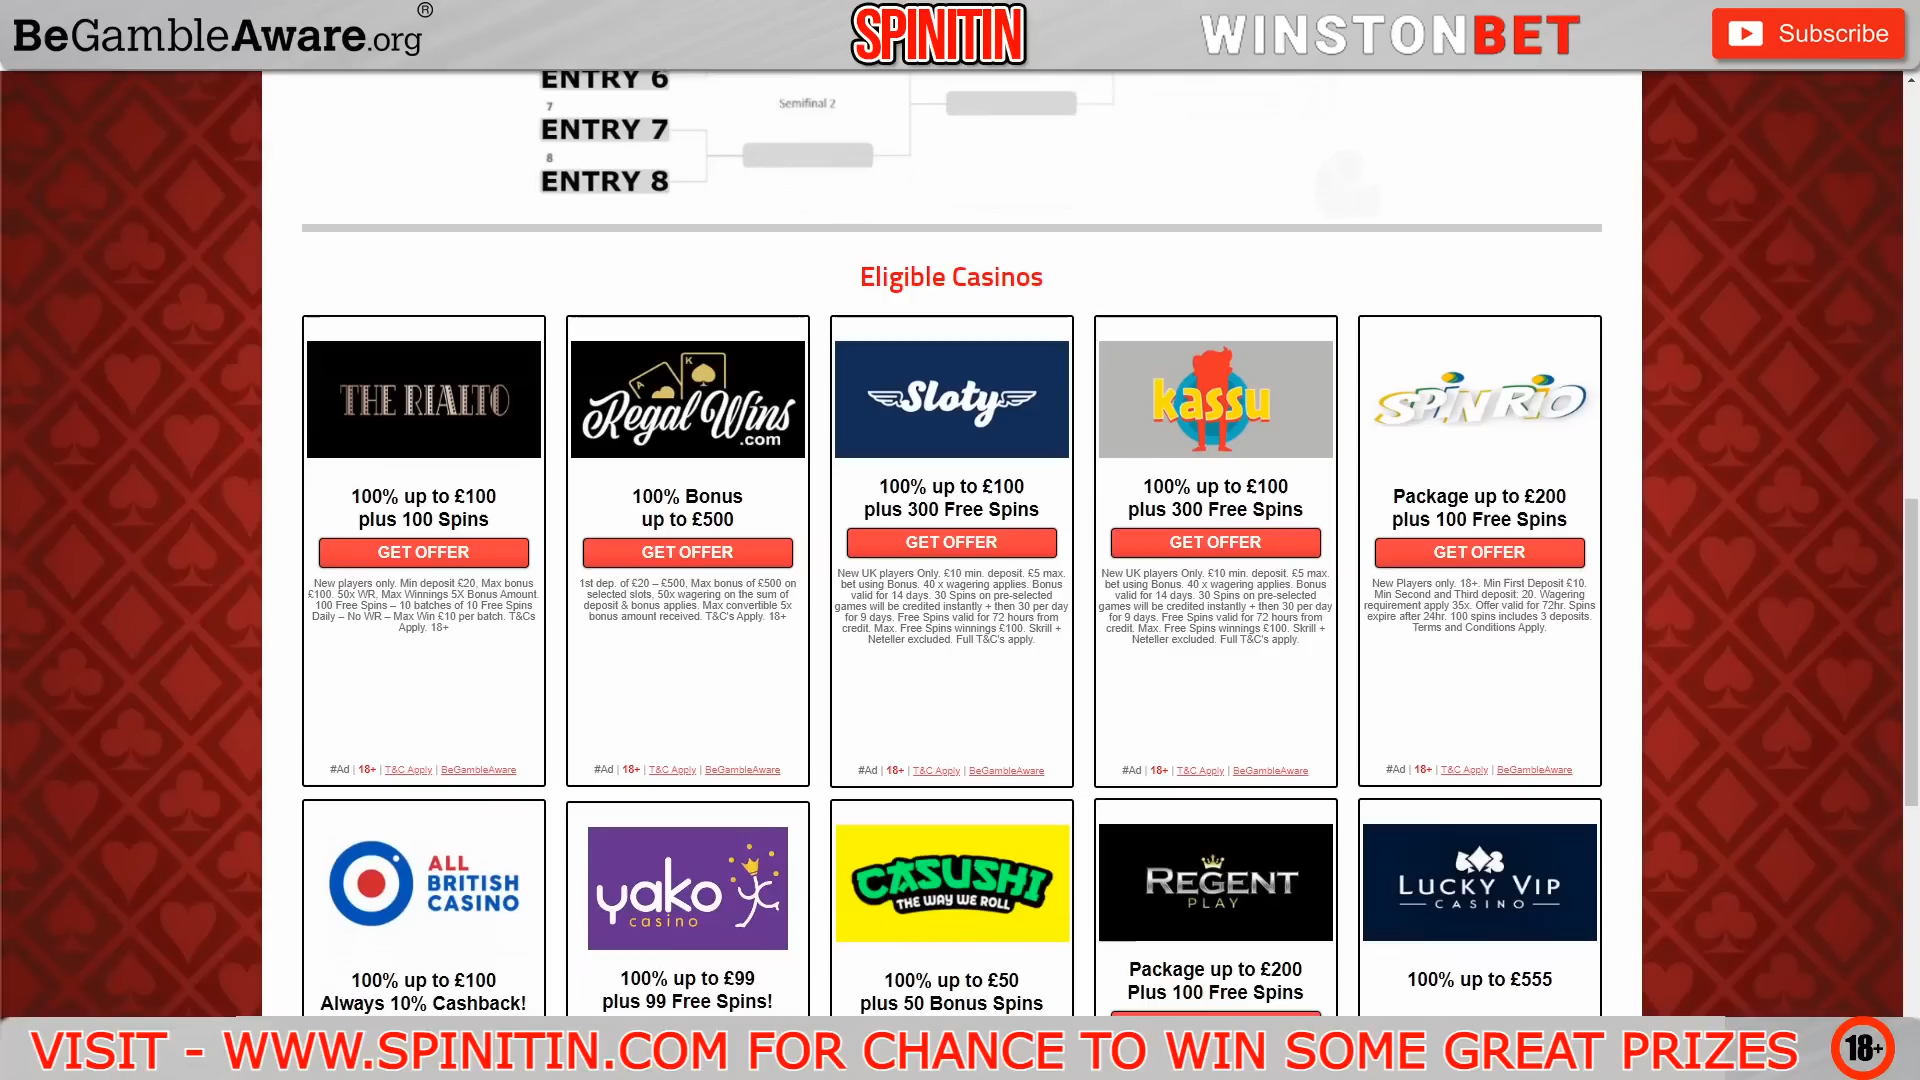 BeGambleAware.org®
SPINITIN
WINSTONBET
Subscribe
ENTRY 6
7
Semifinal 2
ENTRY 7
8
ENTRY 8
Eligible Casinos
THE RIALTO
100% up to £100
plus 100 Spins
GET OFFER
New players only. Min deposit £20, Max bonus
£100. 50x WR, Max Winnings 5X Bonus Amount.
100 Free Spins – 10 batches of 10 Free Spins
Daily – No WR – Max Win £10 per batch. T&Cs
Apply. 18+
#Ad | 18+ | T&C Apply | BeGambleAware
A K
Regal Wins
.com
100% Bonus
up to £500
GET OFFER
1st dep. of £20 – £500, Max bonus of £500 on
selected slots, 50x wagering on the sum of
deposit & bonus applies. Max convertible 5x
bonus amount received. T&C's Apply. 18+
#Ad | 18+ | T&C Apply | BeGambleAware
Sloty
100% up to £100
plus 300 Free Spins
GET OFFER
New UK players Only. £10 min. deposit. £5 max.
bet using Bonus. 40 x wagering applies. Bonus
valid for 14 days. 30 Spins on pre-selected
games will be credited instantly + then 30 per day
for 9 days. Free Spins valid for 72 hours from
credit. Max. Free Spins winnings £100. Skrill +
Neteller excluded. Full T&C's apply.
#Ad | 18+ | T&C Apply | BeGambleAware
kassu
100% up to £100
plus 300 Free Spins
GET OFFER
New UK players Only. £10 min. deposit. £5 max.
bet using Bonus. 40 x wagering applies. Bonus
valid for 14 days. 30 Spins on pre-selected
games will be credited instantly + then 30 per day
for 9 days. Free Spins valid for 72 hours from
credit. Max. Free Spins winnings £100. Skrill +
Neteller excluded. Full T&C's apply.
#Ad | 18+ | T&C Apply | BeGambleAware
SPIN RIO
Package up to £200
plus 100 Free Spins
GET OFFER
New Players only. 18+. Min First Deposit £10.
Min Second and Third deposit: 20. Wagering
requirement apply 35x. Offer valid for 72hr. Spins
expire after 24hr. 100 spins includes 3 deposits.
Terms and Conditions Apply.
#Ad | 18+ | T&C Apply | BeGambleAware
ALL
BRITISH
CASINO
100% up to £100
Always 10% Cashback!
yako
casino
100% up to £99
plus 99 Free Spins!
CASUSHI
THE WAY WE ROLL
100% up to £50
plus 50 Bonus Spins
REGENT
PLAY
Package up to £200
Plus 100 Free Spins
LUCKY VIP
CASINO
100% up to £555
VISIT - WWW.SPINITIN.COM FOR CHANCE TO WIN SOME GREAT PRIZES
18+